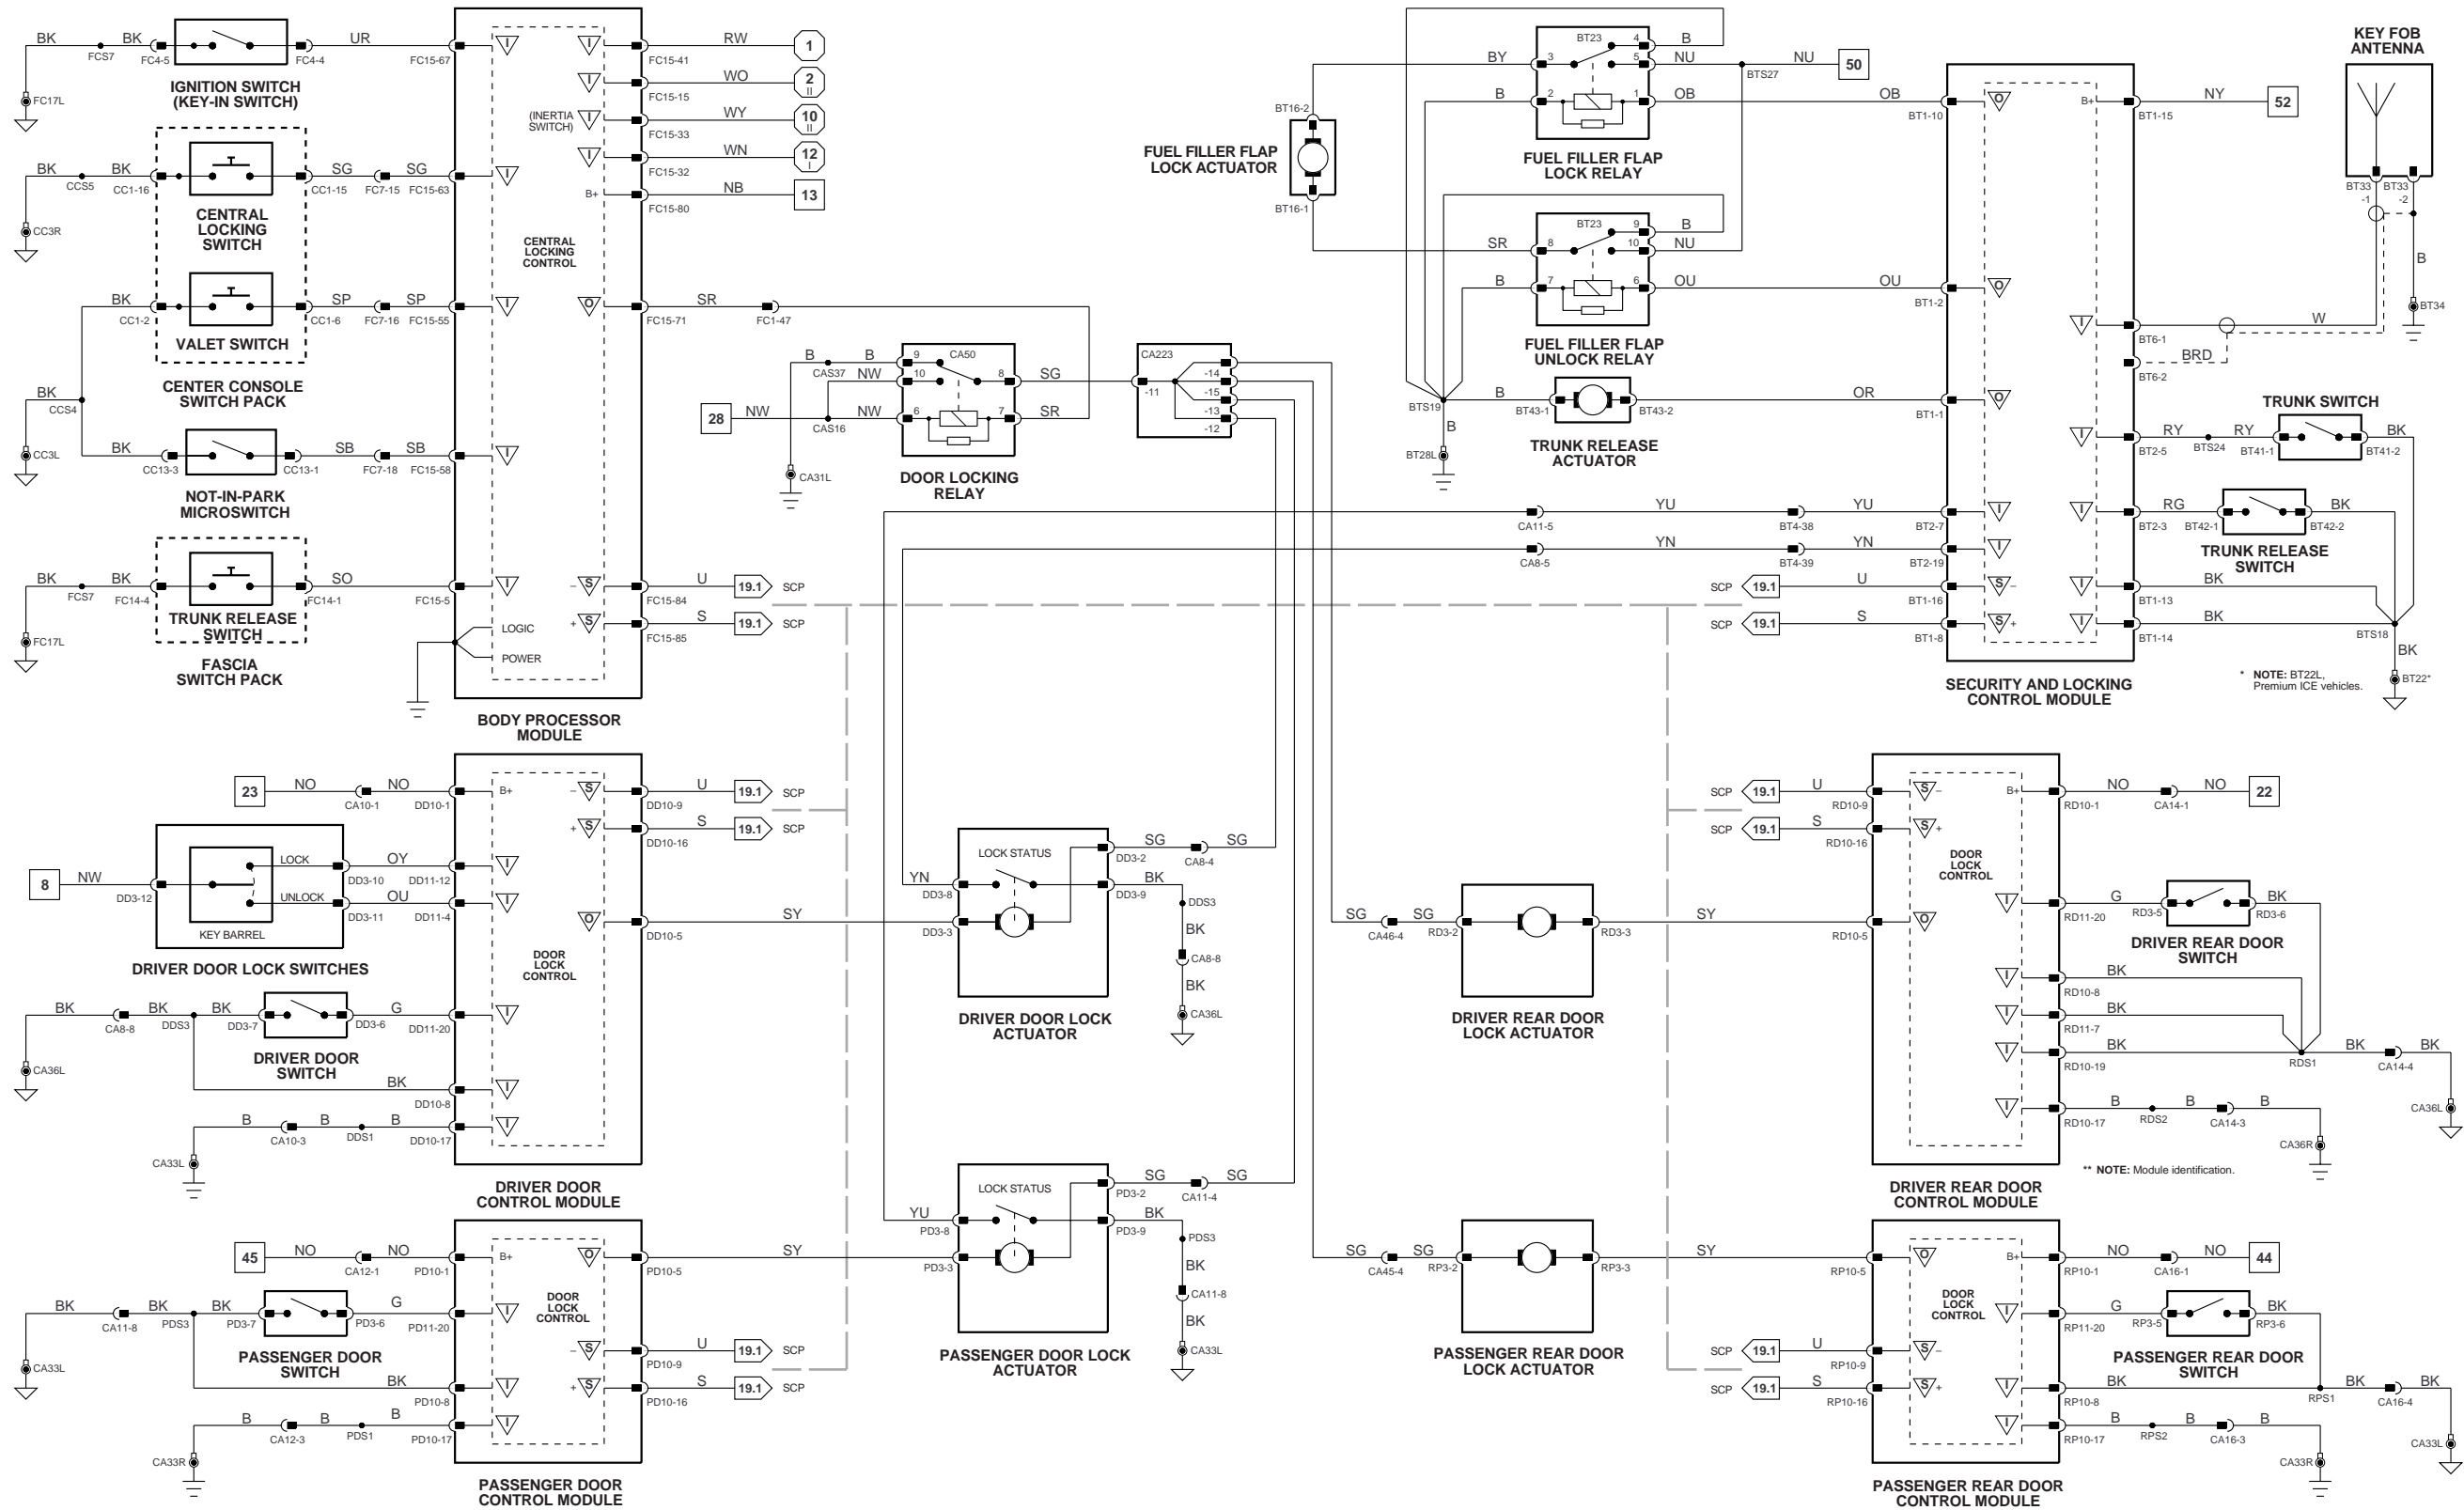 BK
FCS7
BK
FC4-5
FC4-4
UR
FC15-67
FC17L
IGNITION SWITCH
(KEY-IN SWITCH)
BK
CCS5
BK
CC1-16
CC1-15
SG
FC7-15
SG
FC15-63
CC3R
CENTRAL
LOCKING
SWITCH
BK
CC1-2
CC1-6
SP
FC7-16
SP
FC15-55
VALET SWITCH
CENTER CONSOLE
SWITCH PACK
BK
CCS4
CC3L
BK
CC13-3
CC13-1
SB
FC7-18
SB
FC15-58
NOT-IN-PARK
MICROSWITCH
BK
FCS7
BK
FC14-4
FC14-1
SO
FC15-5
FC17L
TRUNK RELEASE
SWITCH
FASCIA
SWITCH PACK
I
I
I
I
I
I
I
(INERTIA
SWITCH)
I
I
B+
CENTRAL
LOCKING
CONTROL
O
– S
+ S
LOGIC
POWER
BODY PROCESSOR
MODULE
FC15-41
RW
1
FC15-15
WO
2
II
FC15-33
WY
10
II
FC15-32
WN
12
I
FC15-80
NB
13
FC15-71
SR
FC1-47
FC15-84
U
19.1
SCP
FC15-85
S
19.1
SCP
B
CAS37
B
NW
28
NW
CAS16
NW
CA31L
9
CA50
10
8
6
7
SG
SR
DOOR LOCKING
RELAY
CA223
-11
-14
-15
-13
-12
FUEL FILLER FLAP
LOCK ACTUATOR
BT16-2
BT16-1
BY
B
3
BT23
4
5
2
1
B
NU
BTS27
NU
50
OB
OB
BT1-10
FUEL FILLER FLAP
LOCK RELAY
SR
B
8
BT23
9
10
7
6
B
NU
OU
OU
BT1-2
FUEL FILLER FLAP
UNLOCK RELAY
BTS19
B
B
BT28L
BT43-1
BT43-2
OR
BT1-1
TRUNK RELEASE
ACTUATOR
CA11-5
YU
BT4-38
YU
BT2-7
CA8-5
YN
BT4-39
YN
BT2-19
SCP
19.1
U
BT1-16
SCP
19.1
S
BT1-8
O
B+
O
I
O
I
I
I
I
S –
I
S +
I
SECURITY AND LOCKING
CONTROL MODULE
BT1-15
NY
52
KEY FOB
ANTENNA
BT33
-1
BT33
-2
B
BT34
BT6-1
W
BT6-2
BRD
TRUNK SWITCH
BT2-5
RY
BTS24
RY
BT41-1
BT41-2
BK
BT2-3
RG
BT42-1
BT42-2
BK
TRUNK RELEASE
SWITCH
BT1-13
BK
BT1-14
BK
BTS18
BK
BT22*
* NOTE: BT22L,
Premium ICE vehicles.
23
NO
CA10-1
NO
DD10-1
8
NW
DD3-12
LOCK
UNLOCK
KEY BARREL
DD3-10
OY
DD11-12
DD3-11
OU
DD11-4
DRIVER DOOR LOCK SWITCHES
BK
CA8-8
BK
DDS3
BK
DD3-7
DD3-6
G
DD11-20
DRIVER DOOR
SWITCH
CA36L
BK
DD10-8
B
CA10-3
B
DDS1
B
DD10-17
CA33L
B+
– S
+ S
I
I
O
DOOR
LOCK
CONTROL
I
I
I
DRIVER DOOR
CONTROL MODULE
DD10-9
U
19.1
SCP
DD10-16
S
19.1
SCP
DD10-5
SY
YN
DD3-8
DD3-3
LOCK STATUS
DD3-2
SG
CA8-4
SG
DD3-9
BK
DDS3
BK
CA8-8
BK
CA36L
DRIVER DOOR LOCK
ACTUATOR
SG
CA46-4
SG
RD3-2
RD3-3
SY
RD10-5
DRIVER REAR DOOR
LOCK ACTUATOR
SCP
19.1
U
RD10-9
SCP
19.1
S
RD10-16
S –
B+
S +
DOOR
LOCK
CONTROL
I
O
I
I
I
I
RD10-1
NO
CA14-1
NO
22
RD11-20
G
RD3-5
RD3-6
BK
DRIVER REAR DOOR
SWITCH
RD10-8
BK
RD11-7
BK
RD10-19
BK
RDS1
BK
CA14-4
BK
CA36L
RD10-17
B
RDS2
B
CA14-3
B
CA36R
** NOTE: Module identification.
DRIVER REAR DOOR
CONTROL MODULE
45
NO
CA12-1
NO
PD10-1
BK
CA11-8
BK
PDS3
BK
PD3-7
PD3-6
G
PD11-20
CA33L
PASSENGER DOOR
SWITCH
BK
PD10-8
B
CA12-3
B
PDS1
B
PD10-17
CA33R
B+
O
I
DOOR
LOCK
CONTROL
– S
+ S
I
I
PASSENGER DOOR
CONTROL MODULE
PD10-5
SY
PD10-9
U
19.1
SCP
PD10-16
S
19.1
SCP
YU
PD3-8
PD3-3
LOCK STATUS
PD3-2
SG
CA11-4
SG
PD3-9
BK
PDS3
BK
CA11-8
BK
CA33L
PASSENGER DOOR LOCK
ACTUATOR
SG
CA45-4
SG
RP3-2
RP3-3
SY
RP10-5
PASSENGER REAR DOOR
LOCK ACTUATOR
SCP
19.1
U
RP10-9
SCP
19.1
S
RP10-16
O
B+
DOOR
LOCK
CONTROL
I
S –
S +
I
I
RP10-1
NO
CA16-1
NO
44
RP11-20
G
RP3-5
RP3-6
BK
PASSENGER REAR DOOR
SWITCH
RP10-8
BK
RPS1
BK
CA16-4
BK
CA33L
RP10-17
B
RPS2
B
CA16-3
B
CA33R
PASSENGER REAR DOOR
CONTROL MODULE